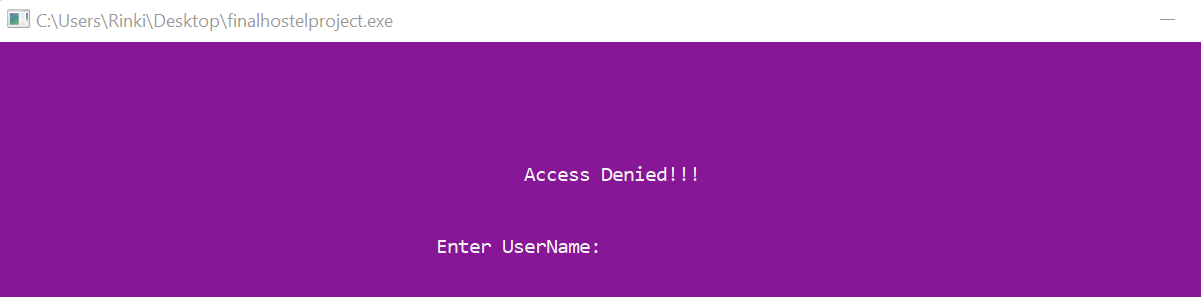 C:\Users\Rinki\Desktop\finalhostelproject.exe
Access Denied!!!
Enter UserName: